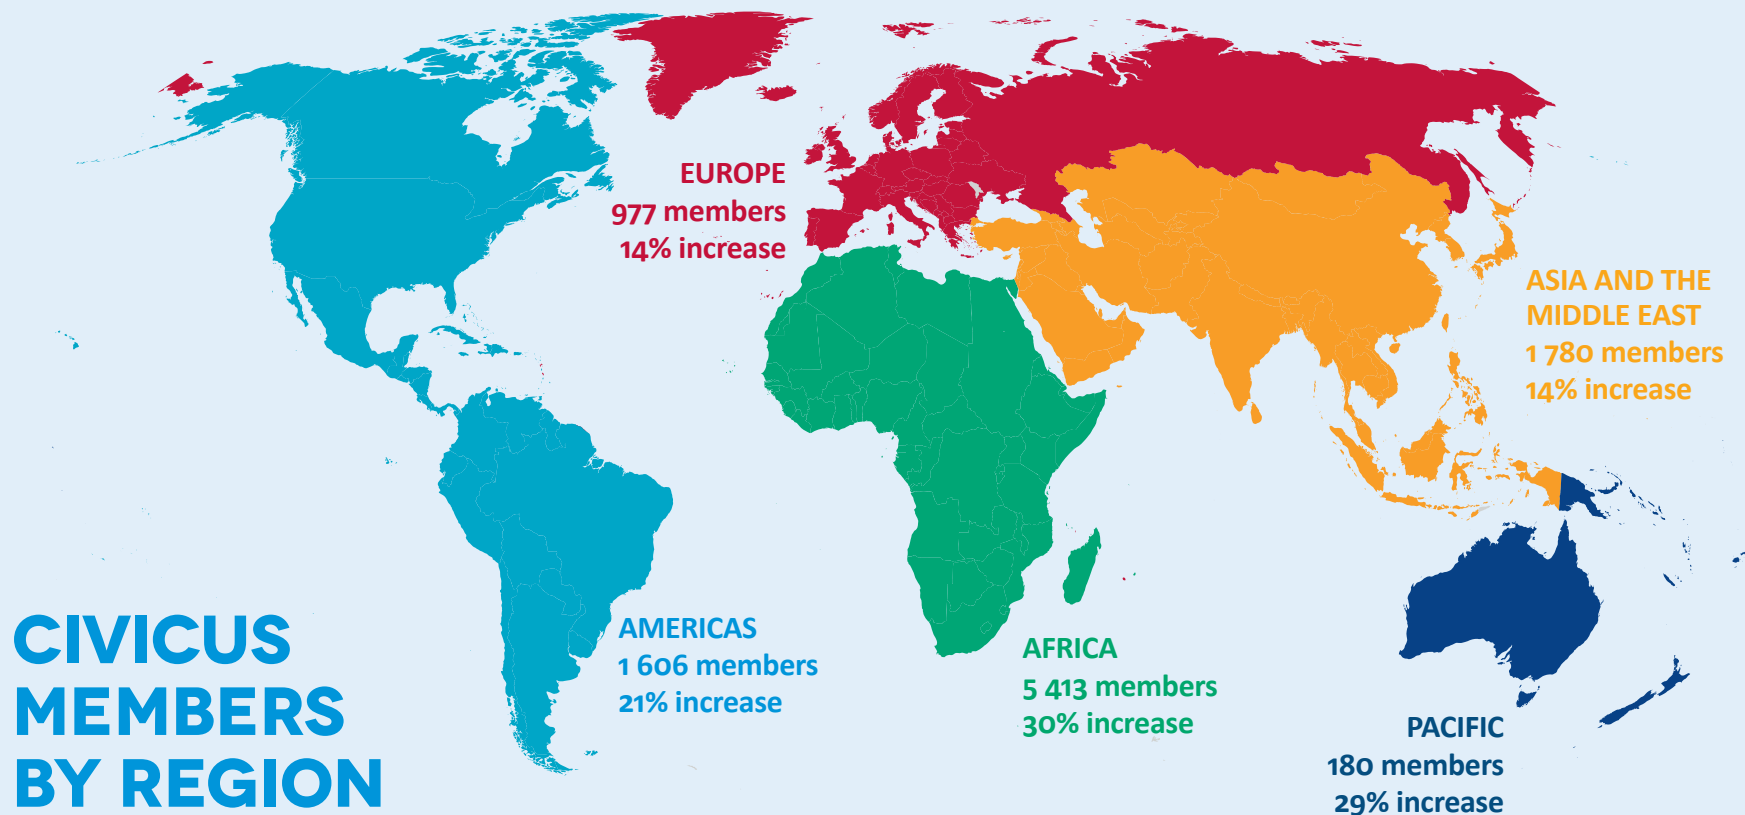 EUROPE
977 members
14% increase
ASIA AND THE
MIDDLE EAST
1 780 members
14% increase
CIVICUS
MEMBERS
BY REGION
AMERICAS
1 606 members
21% increase
AFRICA
5 413 members
30% increase
PACIFIC
180 members
29% increase